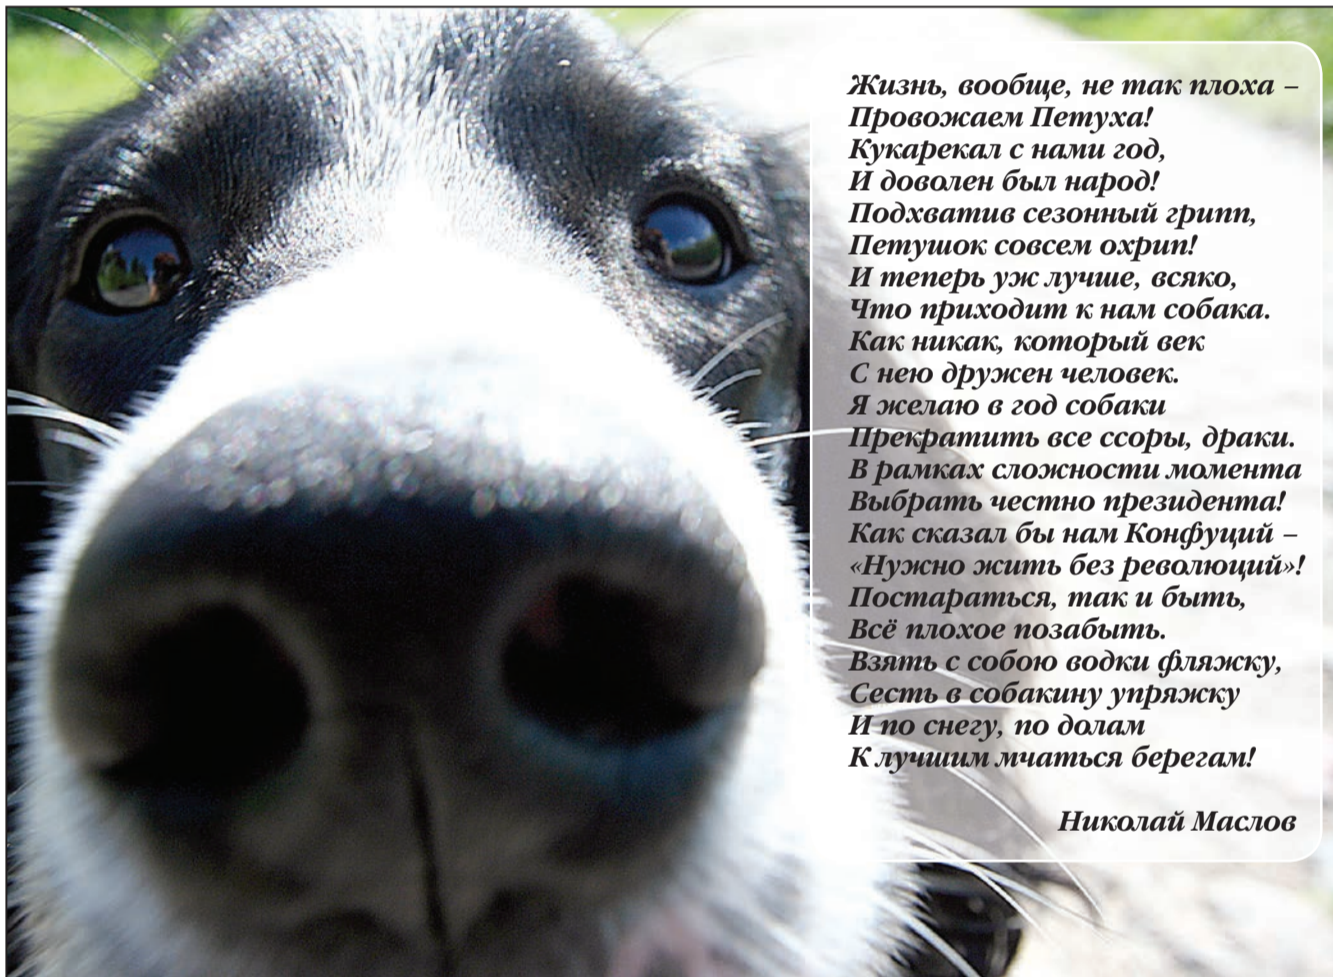 Жизнь, вообще, не так плоха –
Провожаем Петуха!
Кукарекал с нами год,
И доволен был народ!
Подхватив сезонный грипп,
Петушок совсем охрип!
И теперь уж лучше, всяко,
Что приходит к нам собака.
Как никак, который век
С нею дружен человек.
Я желаю в год собаки
Прекратить все ссоры, драки.
В рамках сложности момента
Выбрать честно президента!
Как сказал бы нам Конфуций –
«Нужно жить без революций»!
Постараться, так и быть,
Всё плохое позабыть.
Взять с собою водки фляжку,
Сесть в собакину упряжку
И по снегу, по долам
К лучшим мчаться берегам!
Николай Маслов